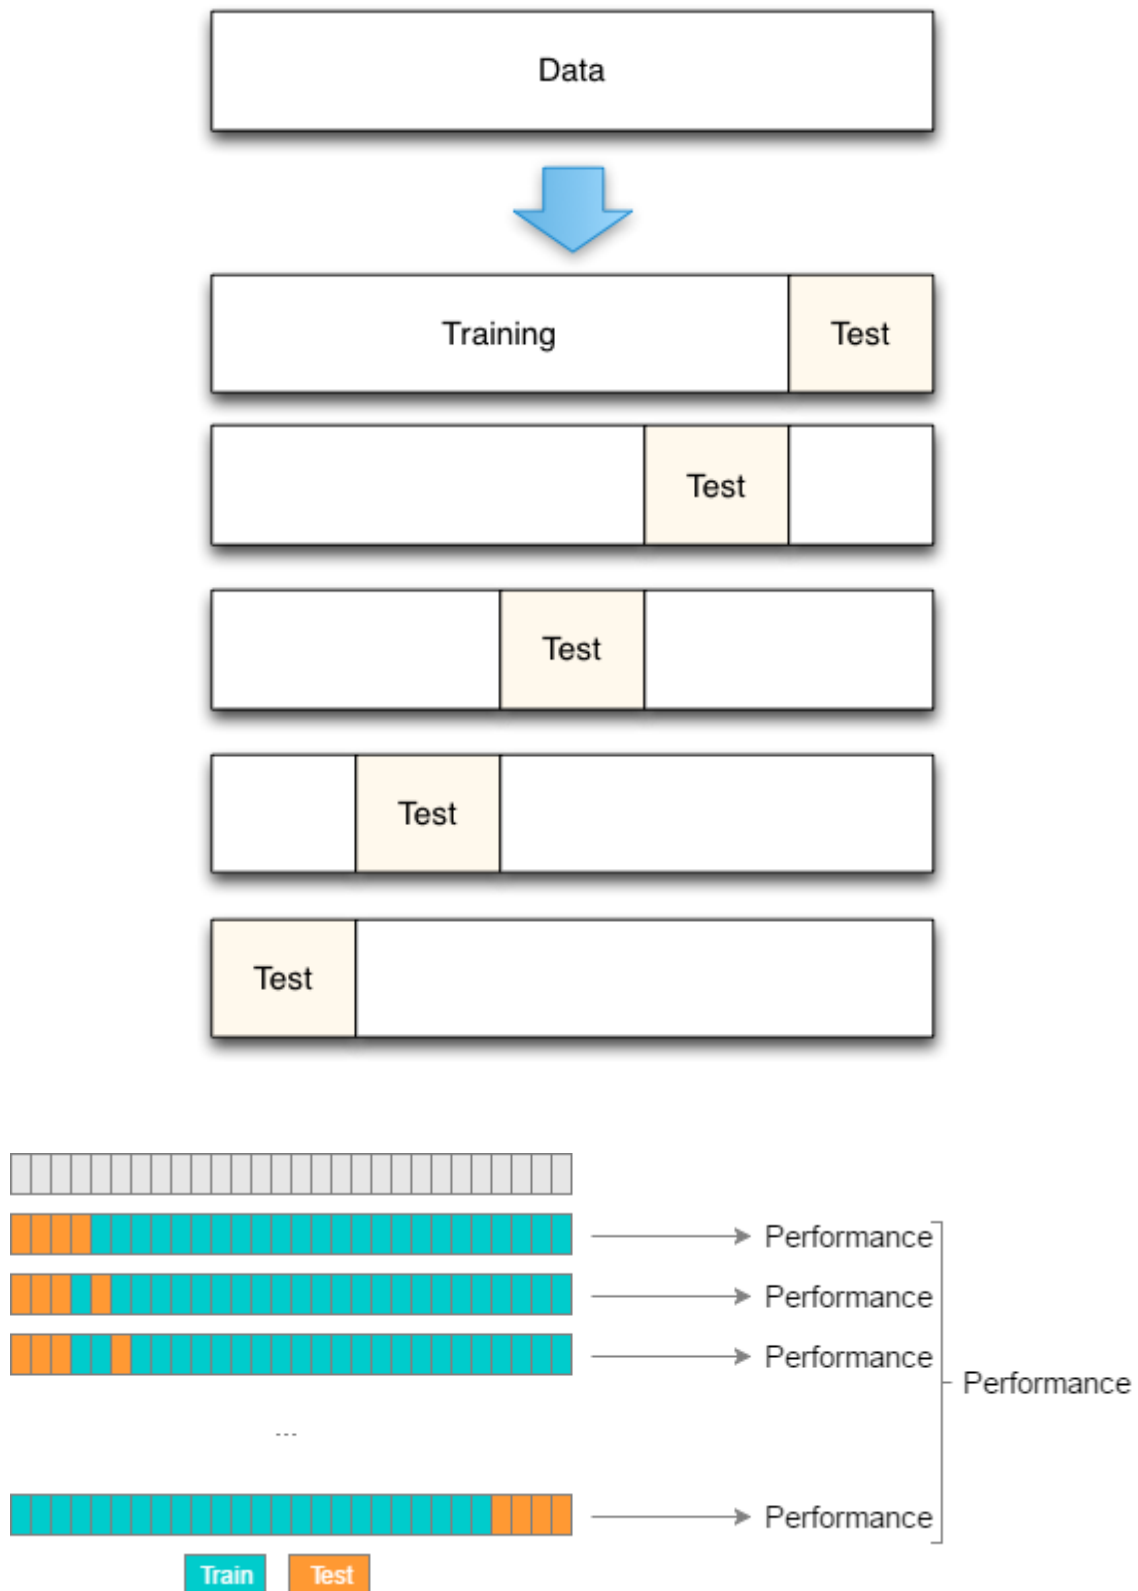 Data
Training Test
Test
Test
Test
Test
Performance
Performance
Performance
Performance
...
Performance
Train Test